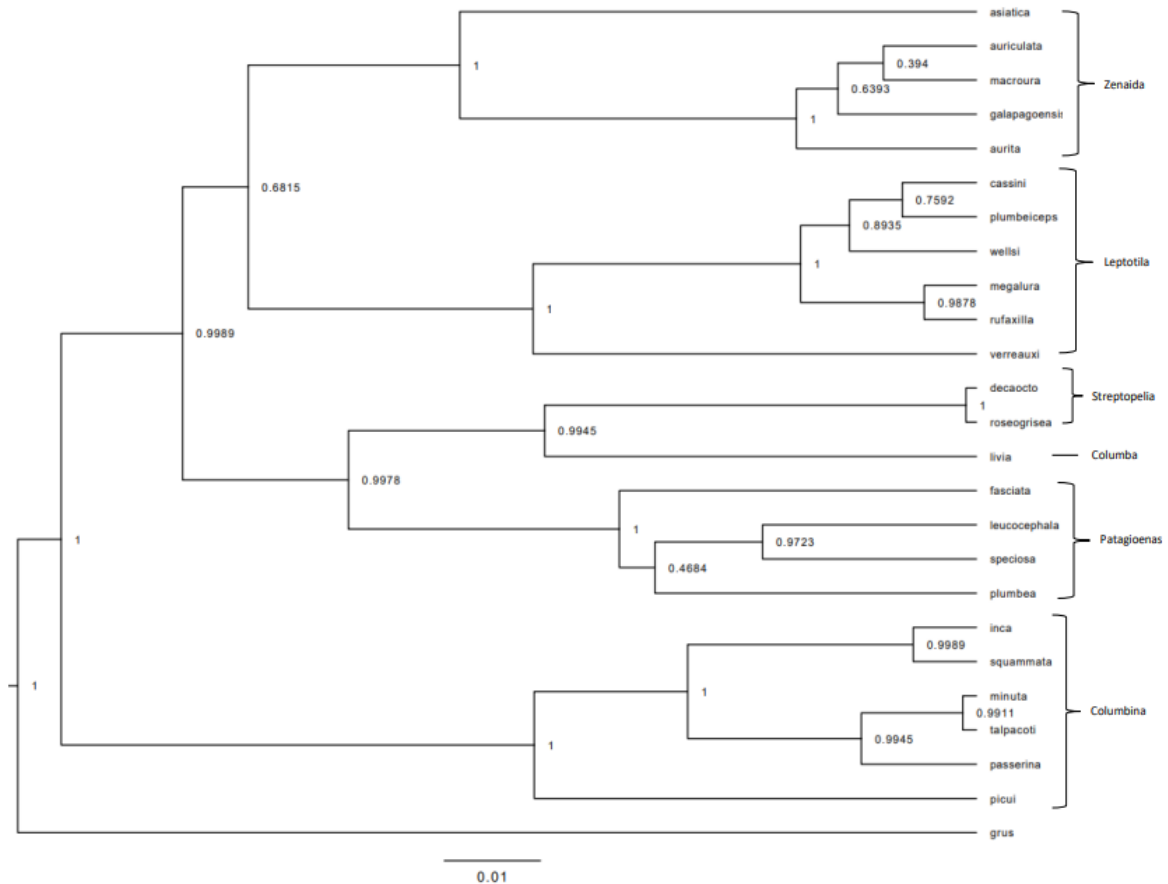 asiatica
auriculata
0.394
macroura
1
0.6393
Zenaida
galapagoensis
1
aurita
0.6815
cassini
0.7592
plumbeiceps
0.8935
wellsi
1
Leptotila
megalura
0.9878
1
rufaxilla
0.9989
verreauxi
decaocto
Streptopelia
1
roseogrisea
0.9945
livia
Columba
0.9978
fasciata
leucocephala
1
0.9723
Patagioenas
speciosa
0.4684
plumbea
1
inca
0.9989
squammata
1
1
minuta
0.9911
Columbina
talpacoti
0.9945
1
passerina
picui
grus
0.01